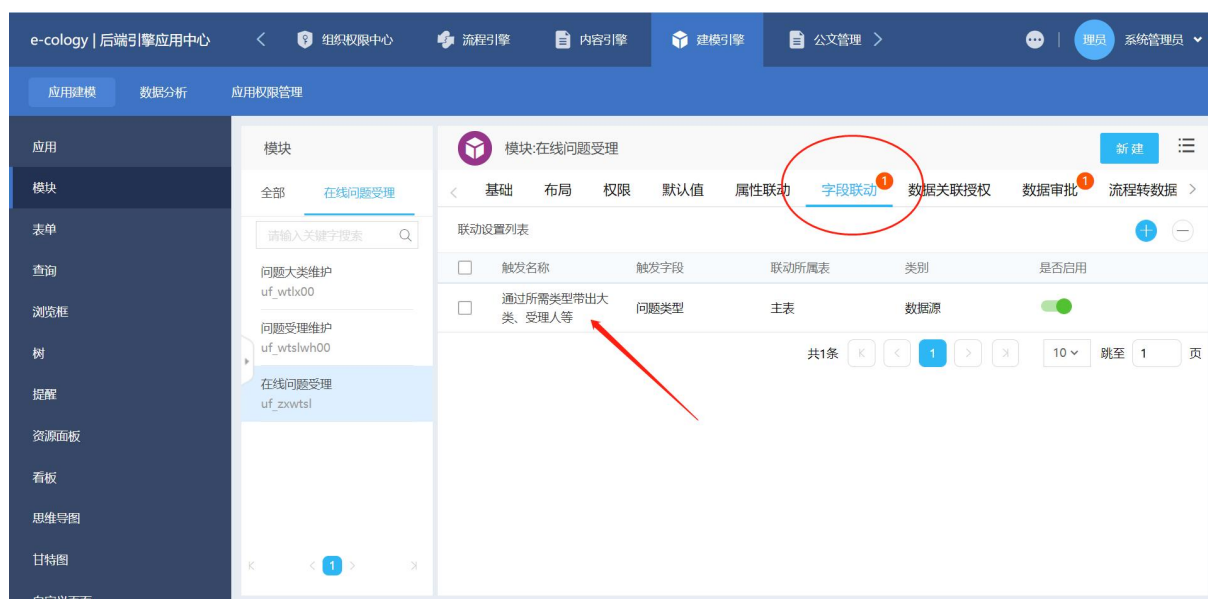 e-cology | 后端引擎应用中心 组织权限中心 流程引擎 内容引擎 建模引擎 公文管理 理员 系统管理员
应用建模 数据分析 应用权限管理
应用
模块
表单
查询
浏览框
树
提醒
资源面板
看板
思维导图
甘特图
模块
全部 在线问题受理
请输入关键字搜索
问题大类维护
uf_wtlx00
问题受理维护
uf_wtslwh00
在线问题受理
uf_zxwtsl
1
模块:在线问题受理 新建
基础 布局 权限 默认值 属性联动 字段联动 1 数据关联授权 数据审批 1 流程转数据
联动设置列表
触发名称 触发字段 联动所属表 类别 是否启用
通过所需类型带出大
类、受理人等
问题类型 主表 数据源
共1条 1 10 跳至 1 页